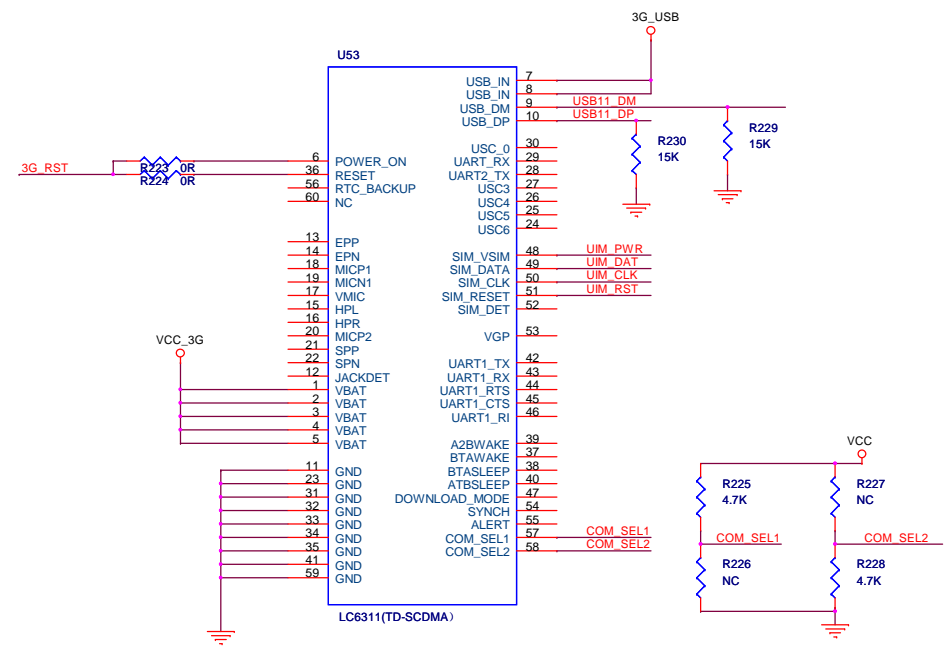 3G_USB
U53
7 USB_IN
8 USB_IN
9 USB_DM USB11_DM
10 USB_DP USB11_DP
R230
15K
R229
15K
30 USC_0
29 UART_RX
28 UART2_TX
27 USC3
26 USC4
25 USC5
24 USC6
3G_RST
R223 0R
R224 0R
6 POWER_ON
36 RESET
56 RTC_BACKUP
60 NC
13 EPP
14 EPN
18 MICP1
19 MICN1
17 VMIC
15 HPL
16 HPR
20 MICP2
21 SPP
22 SPN
12 JACKDET
VCC_3G
1 VBAT
2 VBAT
3 VBAT
4 VBAT
5 VBAT
11 GND
23 GND
31 GND
32 GND
33 GND
34 GND
35 GND
41 GND
59 GND
SIM_VSIM 48 UIM_PWR
SIM_DATA 49 UIM_DAT
SIM_CLK 50 UIM_CLK
SIM_RESET 51 UIM_RST
SIM_DET 52
VGP 53
UART1_TX 42
UART1_RX 43
UART1_RTS 44
UART1_CTS 45
UART1_RI 46
A2BWAKE 39
BTAWAKE 37
BTASLEEP 38
ATBSLEEP 40
DOWNLOAD_MODE 47
SYNCH 54
ALERT 55
COM_SEL1 57 COM_SEL1
COM_SEL2 58 COM_SEL2
LC6311(TD-SCDMA）
VCC
R225
4.7K
R227
NC
COM_SEL1
COM_SEL2
R226
NC
R228
4.7K